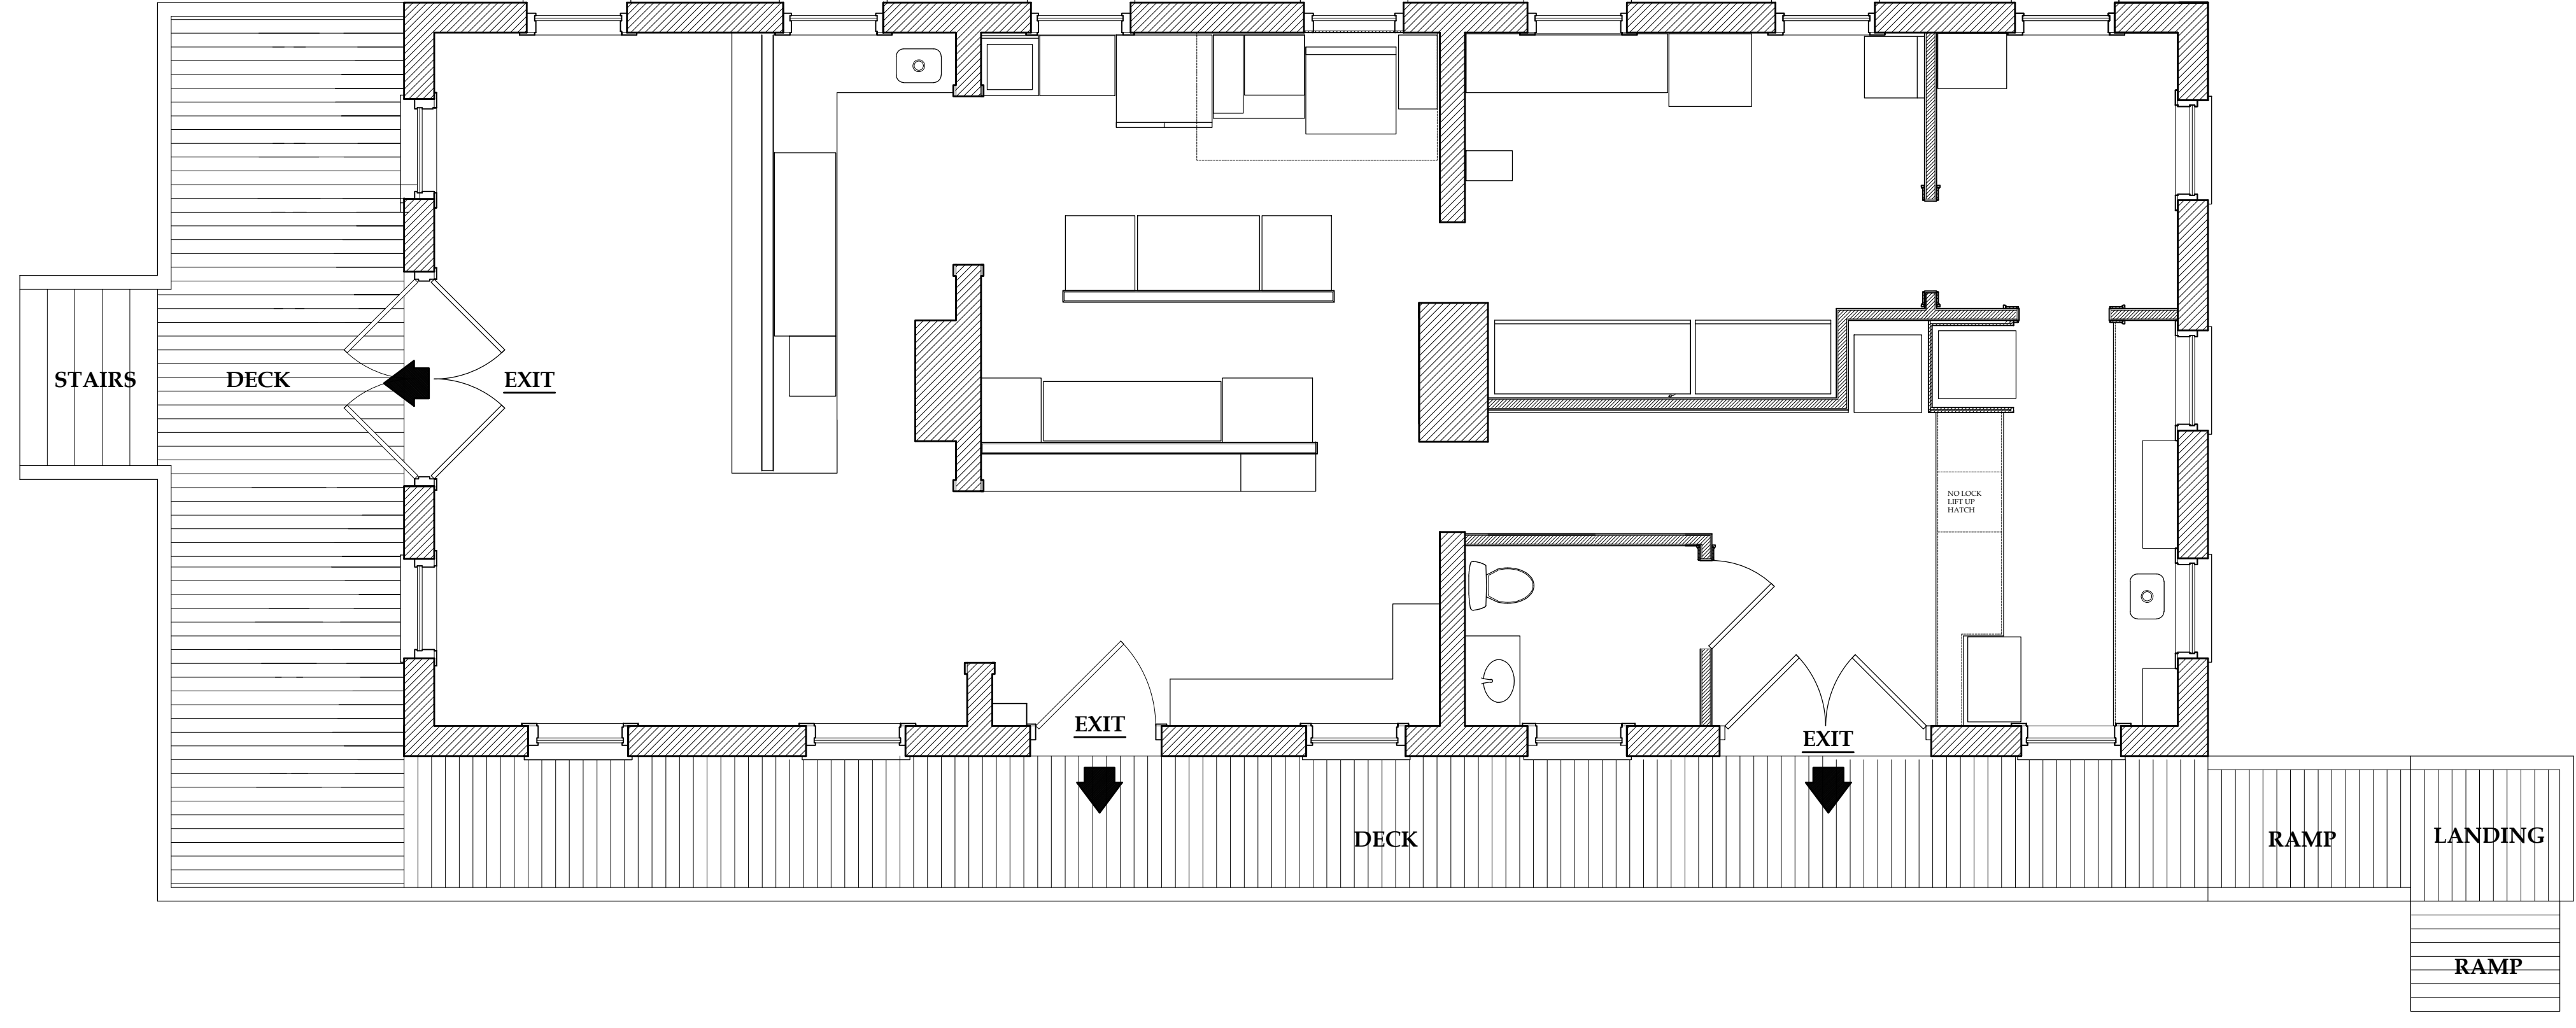 STAIRS
DECK
EXIT
NO LOCK
LIFT UP
HATCH
EXIT
EXIT
DECK
RAMP
LANDING
RAMP